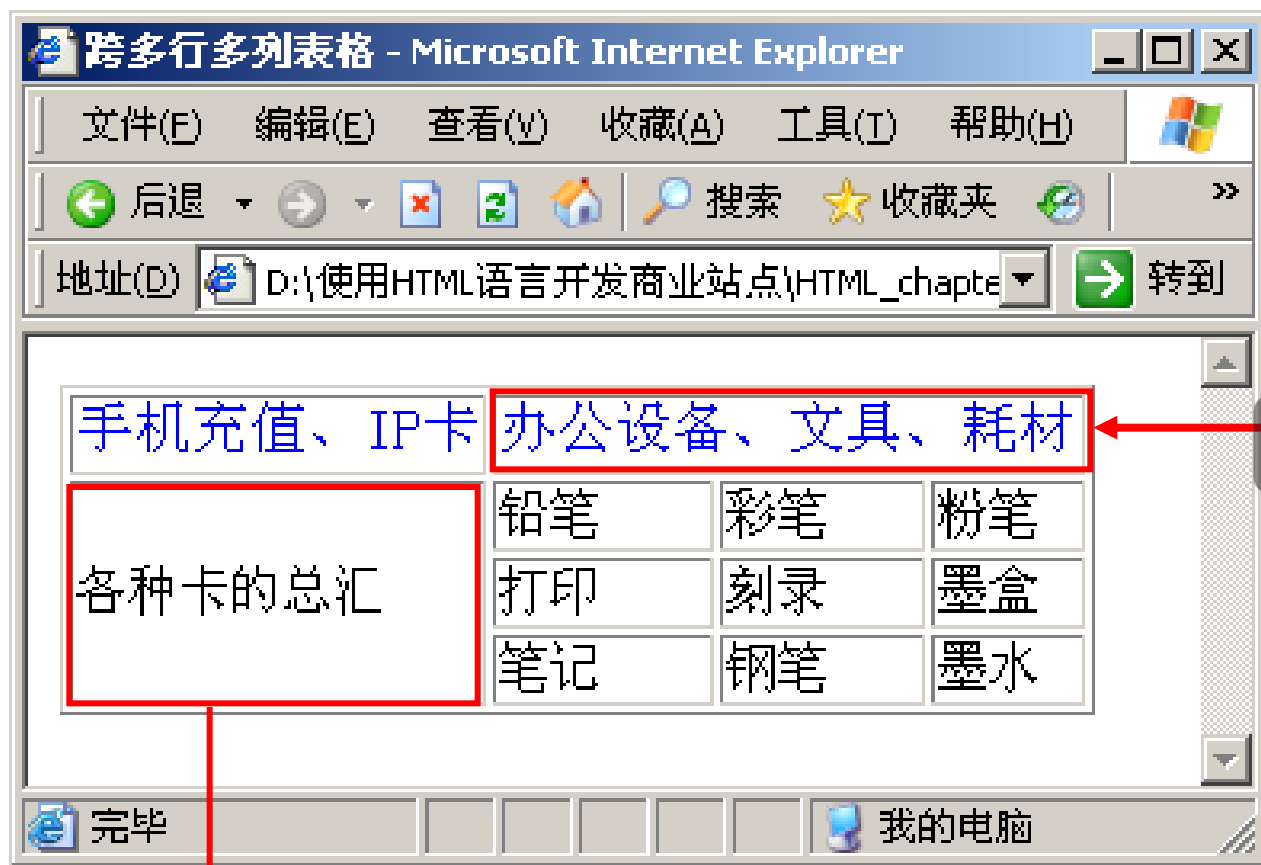 跨多行多列表格 - Microsoft Internet Explorer
文件(F) 编辑(E) 查看(V) 收藏(A) 工具(T) 帮助(H)
后退 搜索 收藏夹 »
地址(D) D:\使用HTML语言开发商业站点\HTML_chapte 转到
手机充值、IP卡 办公设备、文具、耗材
各种卡的总汇
铅笔 彩笔 粉笔
打印 刻录 墨盒
笔记 钢笔 墨水
完毕 我的电脑